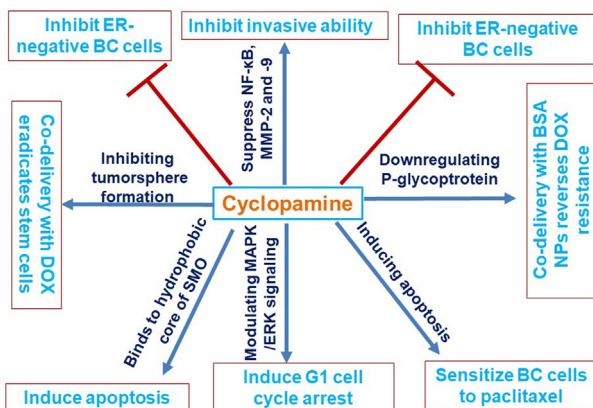 Inhibit ER-
negative BC cells
Inhibit invasive ability
Inhibit ER-negative
BC cells
Suppress NF-κB,
MMP-2 and -9
Co-delivery with DOX
eradicates stem cells
Inhibiting
tumorsphere
formation
Cyclopamine
Downregulating
P-glycoptrotein
Co-delivery with BSA
NPs reverses DOX
resistance
Binds to hydrophobic
core of SMO
Modulating MAPK
/ERK signaling
Inducing apoptosis
Induce apoptosis
Induce G1 cell
cycle arrest
Sensitize BC cells
to paclitaxel